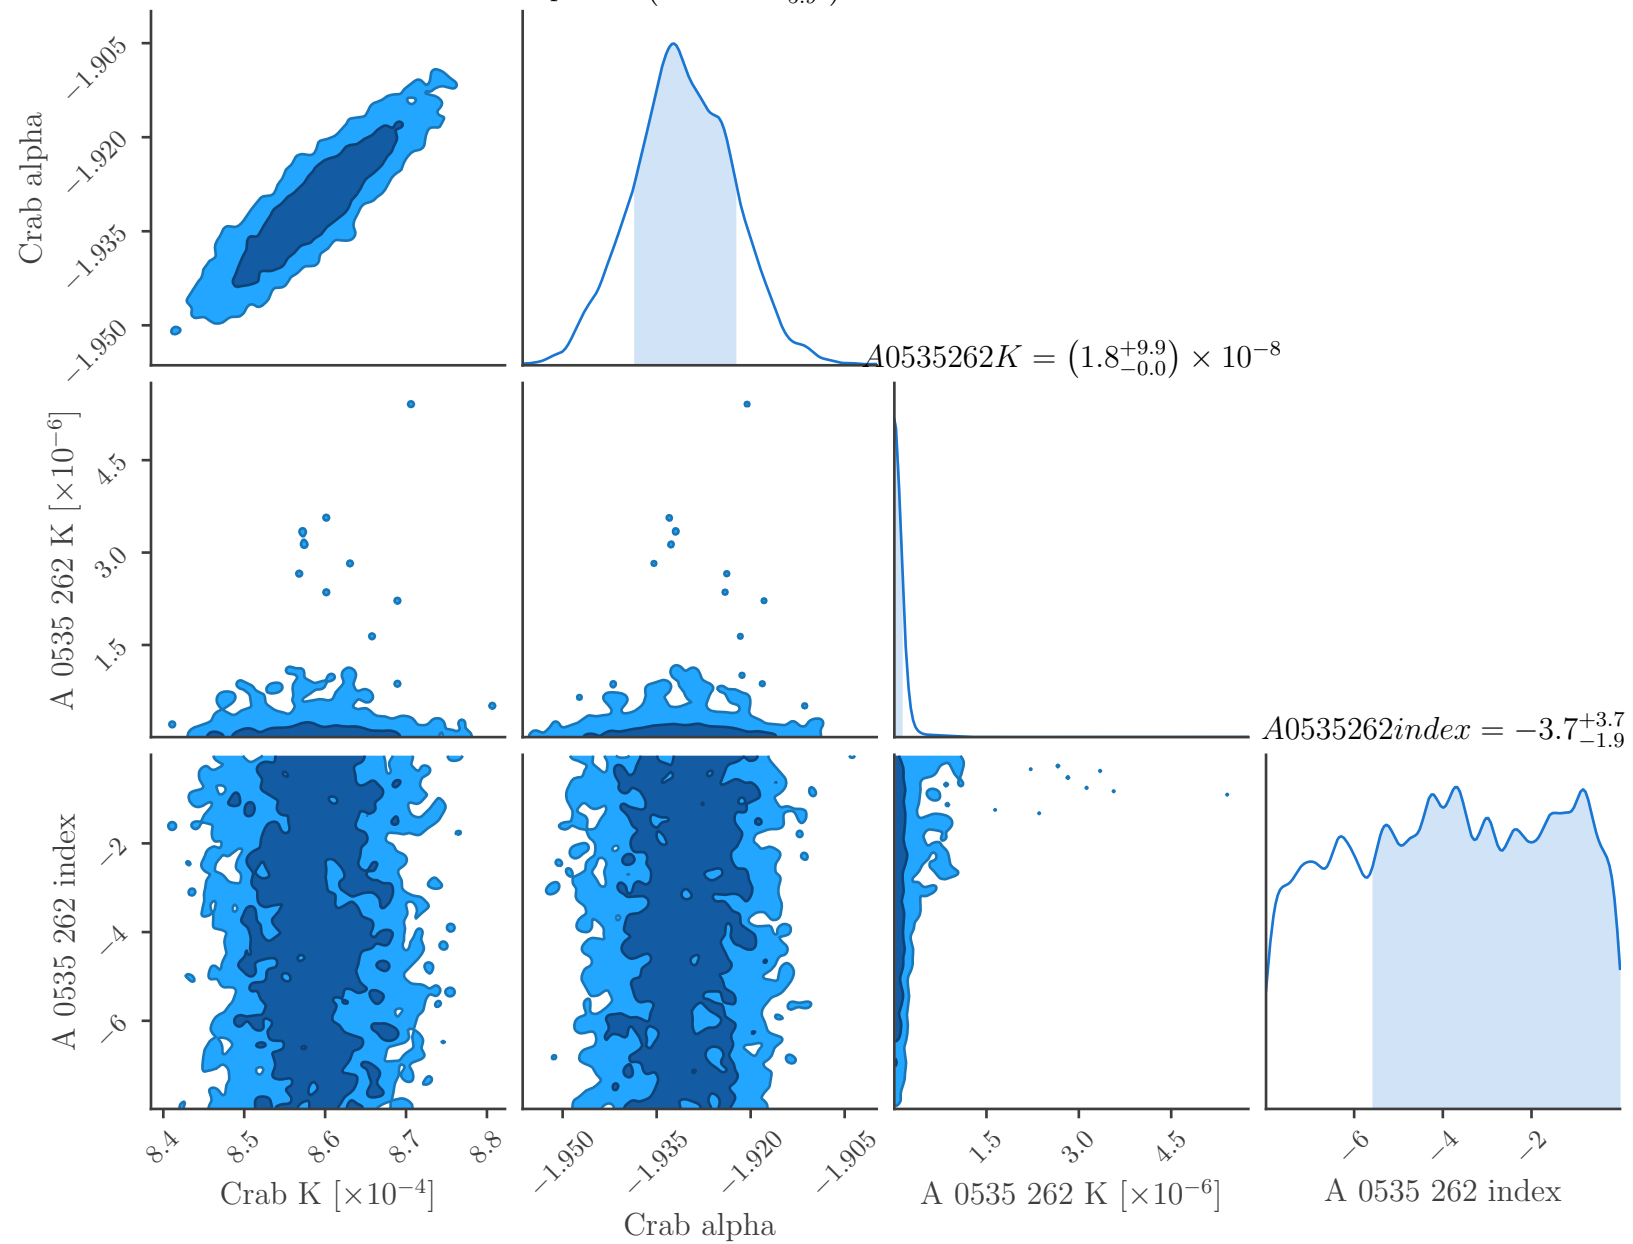 −1.905
−1.920
−1.935
−1.950
Crab alpha
A0535262K = (1.8+9.9−0.0) × 10−8
4.5
3.0
1.5
A 0535 262 K [×10−6]
A0535262index = −3.7+3.7−1.9
−2
−4
−6
A 0535 262 index
8.4 8.5 8.6 8.7 8.8
−1.950 −1.935 −1.920 −1.905
1.5 3.0 4.5
−6 −4 −2
Crab K [×10−4]
Crab alpha
A 0535 262 K [×10−6]
A 0535 262 index